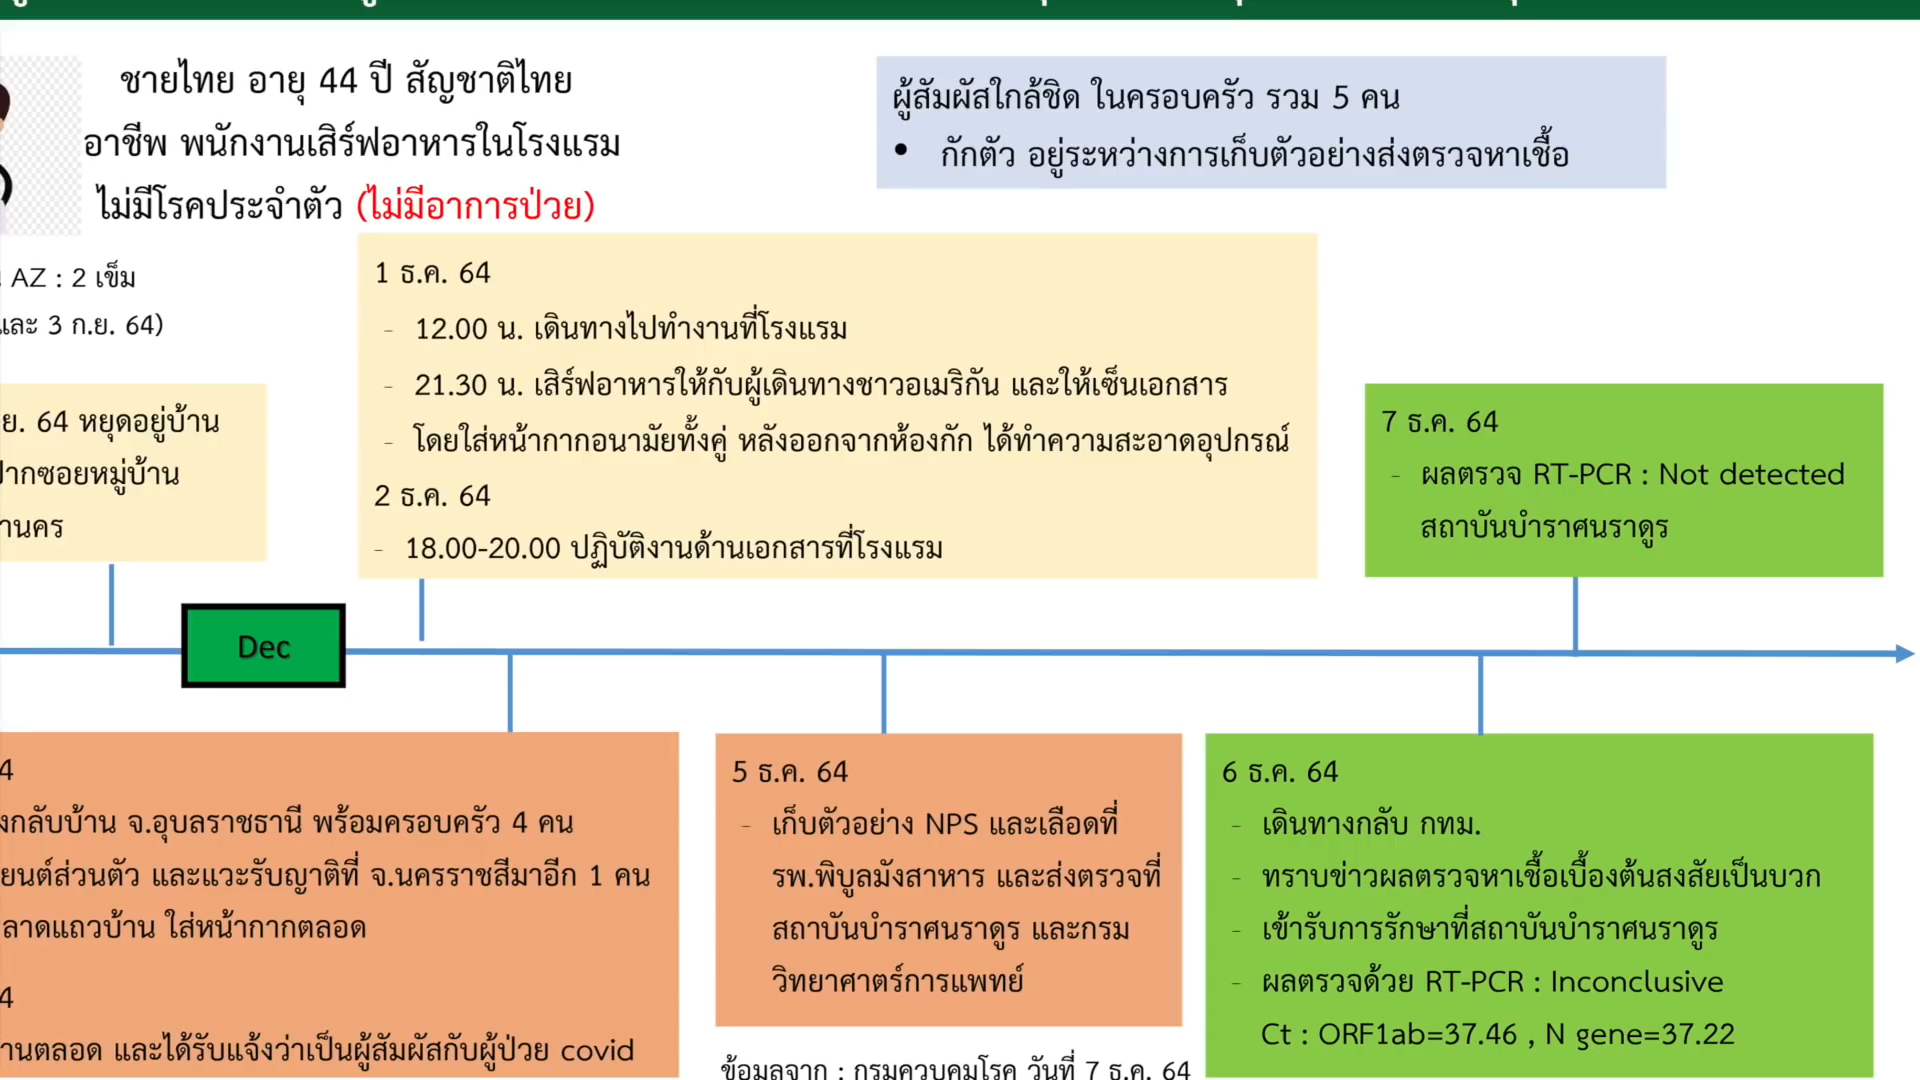 ชายไทย อายุ 44 ปี สัญชาติไทย
อาชีพ พนักงานเสิร์ฟอาหารในโรงแรม
ไม่มีโรคประจำตัว (ไม่มีอาการป่วย)
ผู้สัมผัสใกล้ชิด ในครอบครัว รวม 5 คน
• กักตัว อยู่ระหว่างการเก็บตัวอย่างส่งตรวจหาเชื้อ
AZ : 2 เข็ม
และ 3 ก.ย. 64)
ย. 64 หยุดอยู่บ้าน
ปากซอยหมู่บ้าน
านคร
1 ธ.ค. 64
- 12.00 น. เดินทางไปทำงานที่โรงแรม
- 21.30 น. เสิร์ฟอาหารให้กับผู้เดินทางชาวอเมริกัน และให้เซ็นเอกสาร
- โดยใส่หน้ากากอนามัยทั้งคู่ หลังออกจากห้องกัก ได้ทำความสะอาดอุปกรณ์
2 ธ.ค. 64
- 18.00-20.00 ปฏิบัติงานด้านเอกสารที่โรงแรม
7 ธ.ค. 64
- ผลตรวจ RT-PCR : Not detected
สถาบันบำราศนราดูร
Dec
4
งกลับบ้าน จ.อุบลราชธานี พร้อมครอบครัว 4 คน
ยนต์ส่วนตัว และแวะรับญาติที่ จ.นครราชสีมาอีก 1 คน
ลาดแถวบ้าน ใส่หน้ากากตลอด
4
านตลอด และได้รับแจ้งว่าเป็นผู้สัมผัสกับผู้ป่วย covid
5 ธ.ค. 64
- เก็บตัวอย่าง NPS และเลือดที่
รพ.พิบูลมังสาหาร และส่งตรวจที่
สถาบันบำราศนราดูร และกรม
วิทยาศาตร์การแพทย์
6 ธ.ค. 64
- เดินทางกลับ กทม.
- ทราบข่าวผลตรวจหาเชื้อเบื้องต้นสงสัยเป็นบวก
- เข้ารับการรักษาที่สถาบันบำราศนราดูร
- ผลตรวจด้วย RT-PCR : Inconclusive
Ct : ORF1ab=37.46 , N gene=37.22
ข้อมูลจาก : กรมควบคุมโรค วันที่ 7 ธ.ค. 64